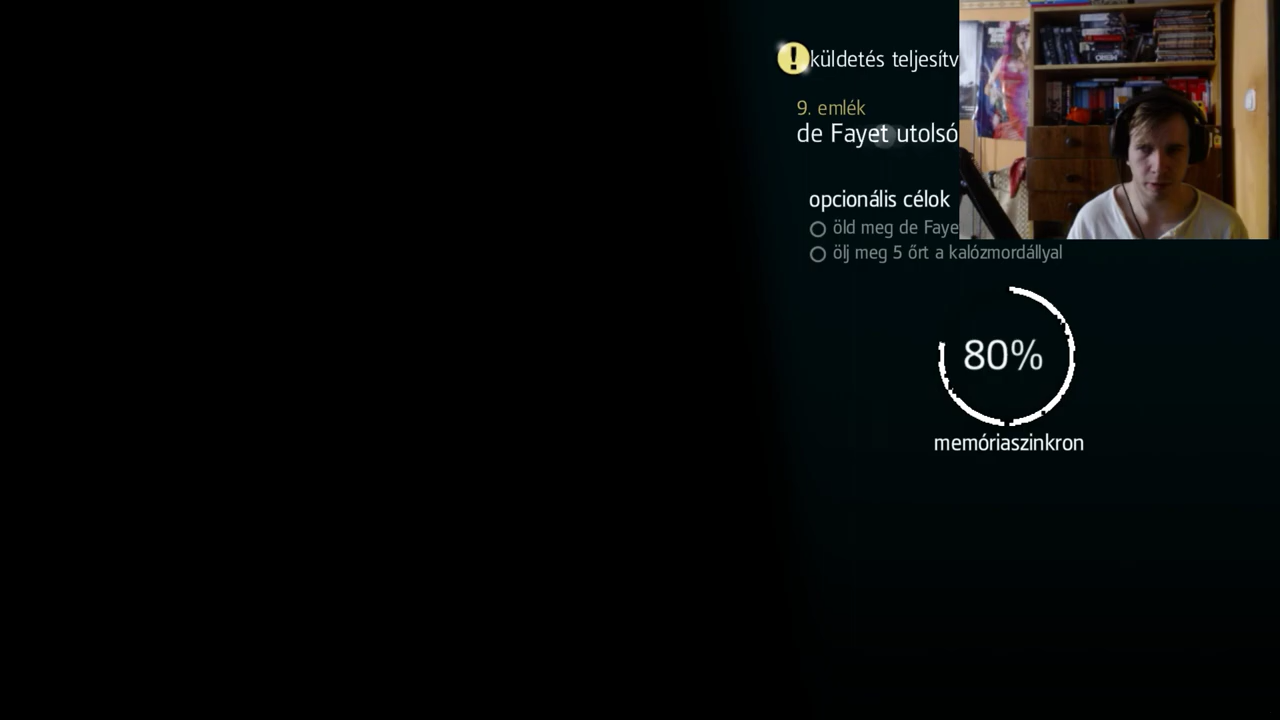 küldetés teljesítv
9. emlék
de Fayet utolsó
opcionális célok
öld meg de Faye
ölj meg 5 őrt a kalózmordállyal
80%
memóriaszinkron